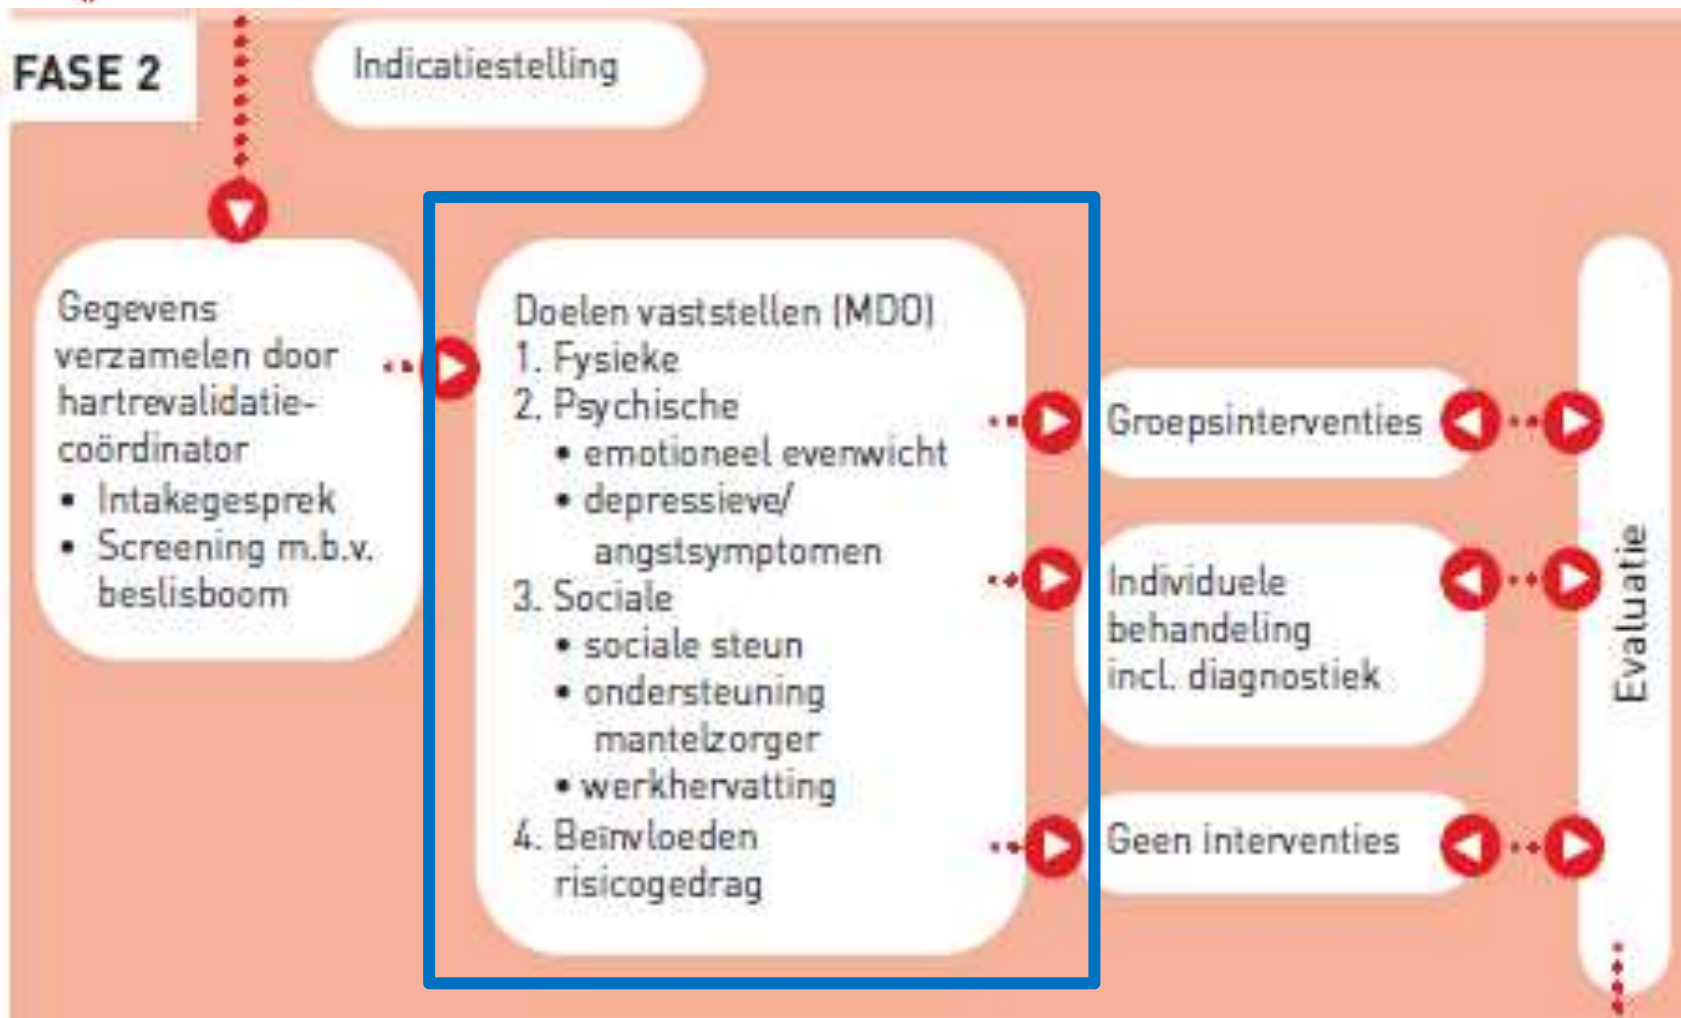 FASE 2
Indicatiestelling
Gegevens
verzamelen door
hartrevalidatie-
coördinator
• Intakegesprek
• Screening m.b.v.
beslisboom
Doelen vaststellen (MDO)
1. Fysieke
2. Psychische
• emotioneel evenwicht
• depressieve/
angstsymptomen
3. Sociale
• sociale steun
• ondersteuning
mantelzorger
• werkhervatting
4. Beïnvloeden
risicogedrag
Groepsinterventies
Individuele
behandeling
incl. diagnostiek
Geen interventies
Evaluatie